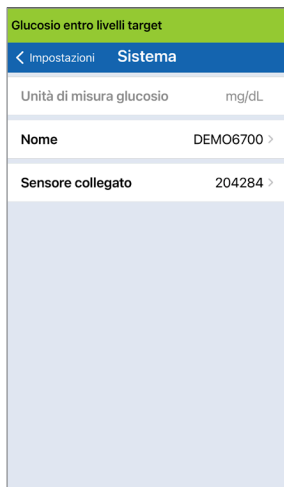 Glucosio entro livelli target
Impostazioni Sistema
Unità di misura glucosio mg/dL
Nome DEMO6700
Sensore collegato 204284